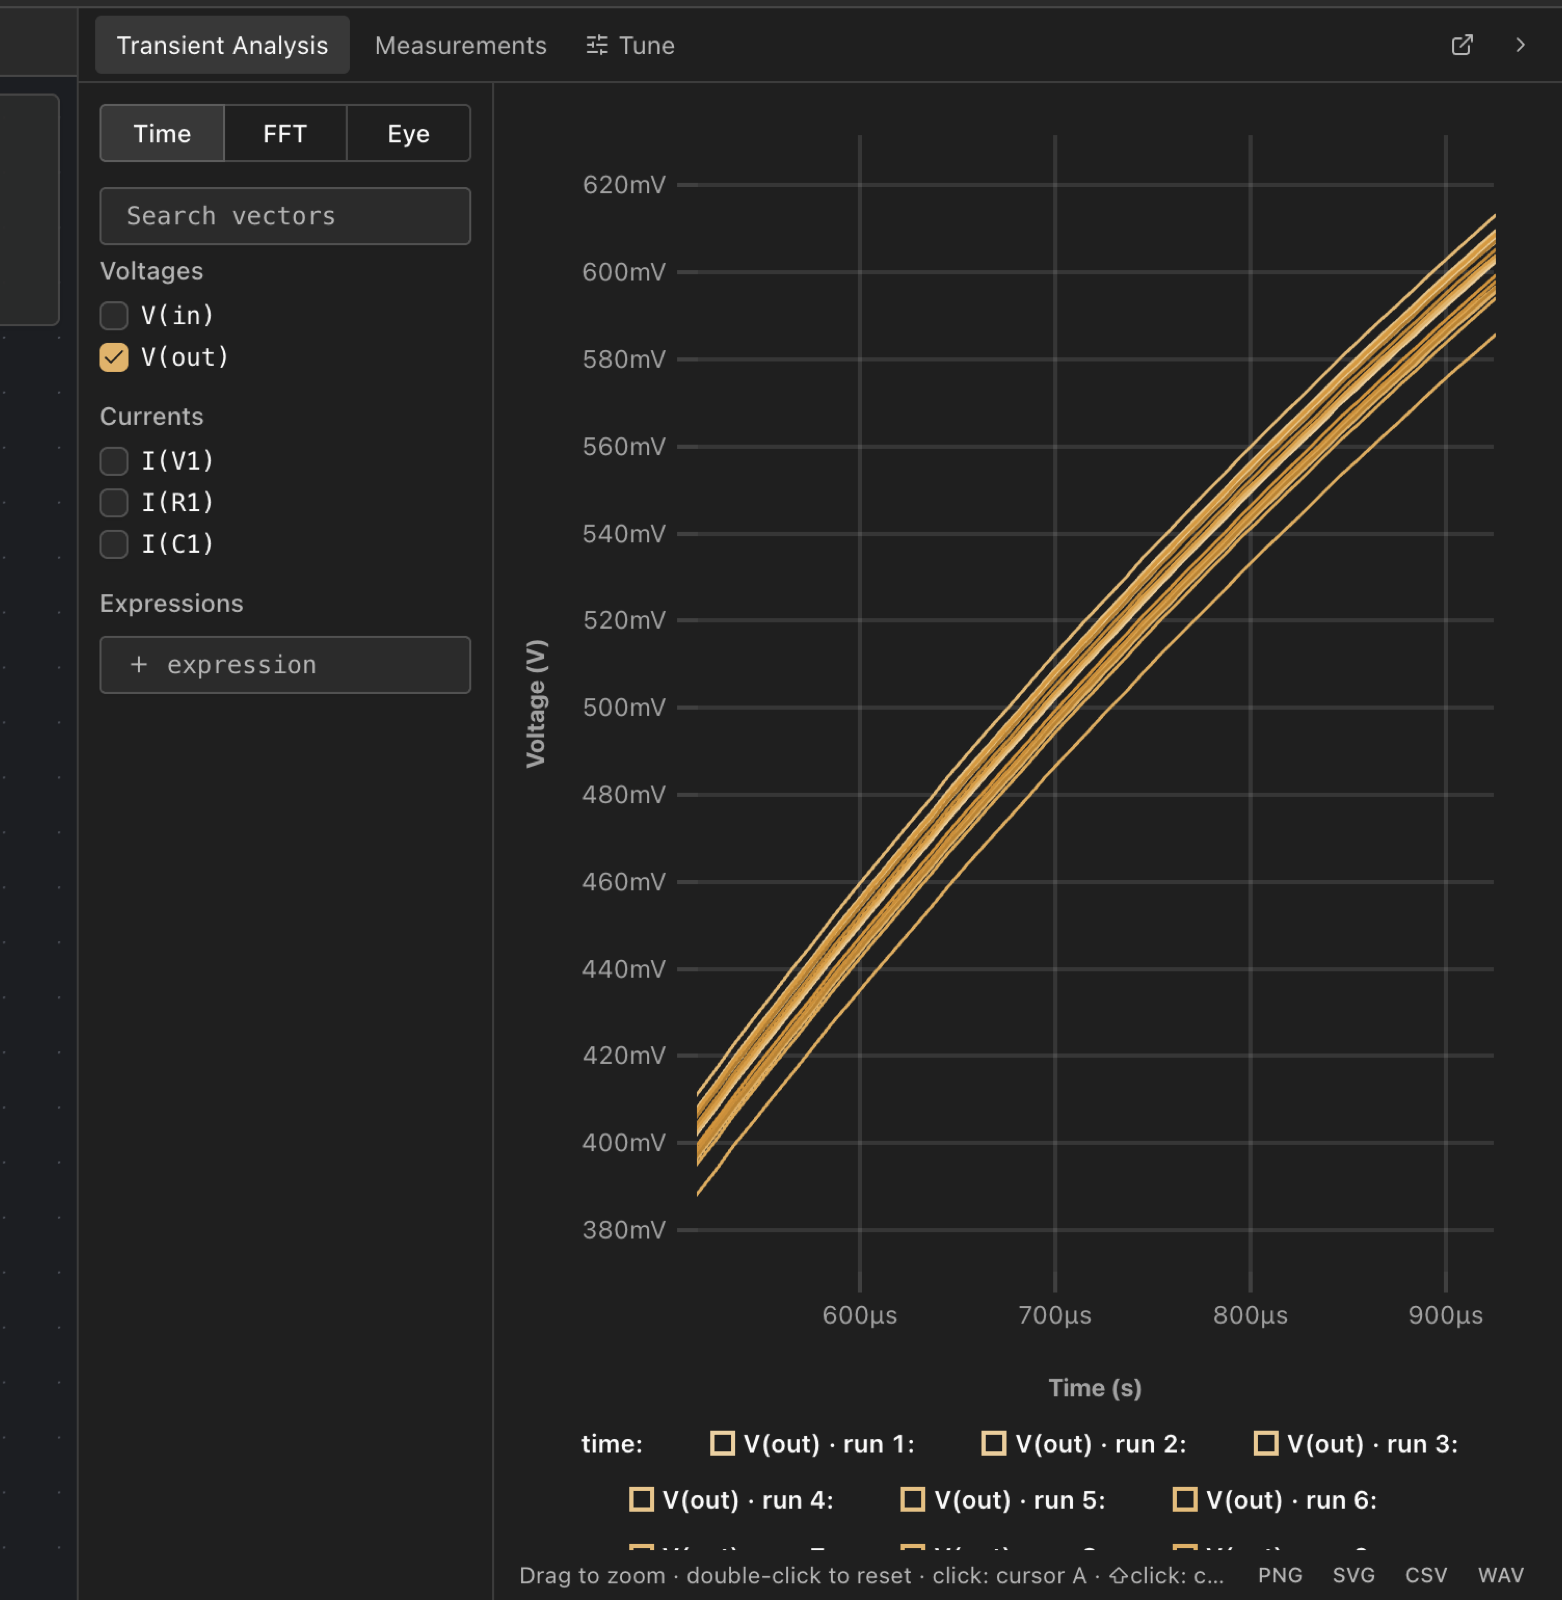 Transient Analysis Measurements Tune
Time FFT Eye
Search vectors
Voltages
V(in)
V(out)
Currents
I(V1)
I(R1)
I(C1)
Expressions
+ expression
620mV
600mV
580mV
560mV
540mV
520mV
500mV
480mV
460mV
440mV
420mV
400mV
380mV
Voltage (V)
600µs 700µs 800µs 900µs
Time (s)
time: V(out) · run 1: V(out) · run 2: V(out) · run 3:
V(out) · run 4: V(out) · run 5: V(out) · run 6:
Drag to zoom · double-click to reset · click: cursor A · ⇧click: c... PNG SVG CSV WAV